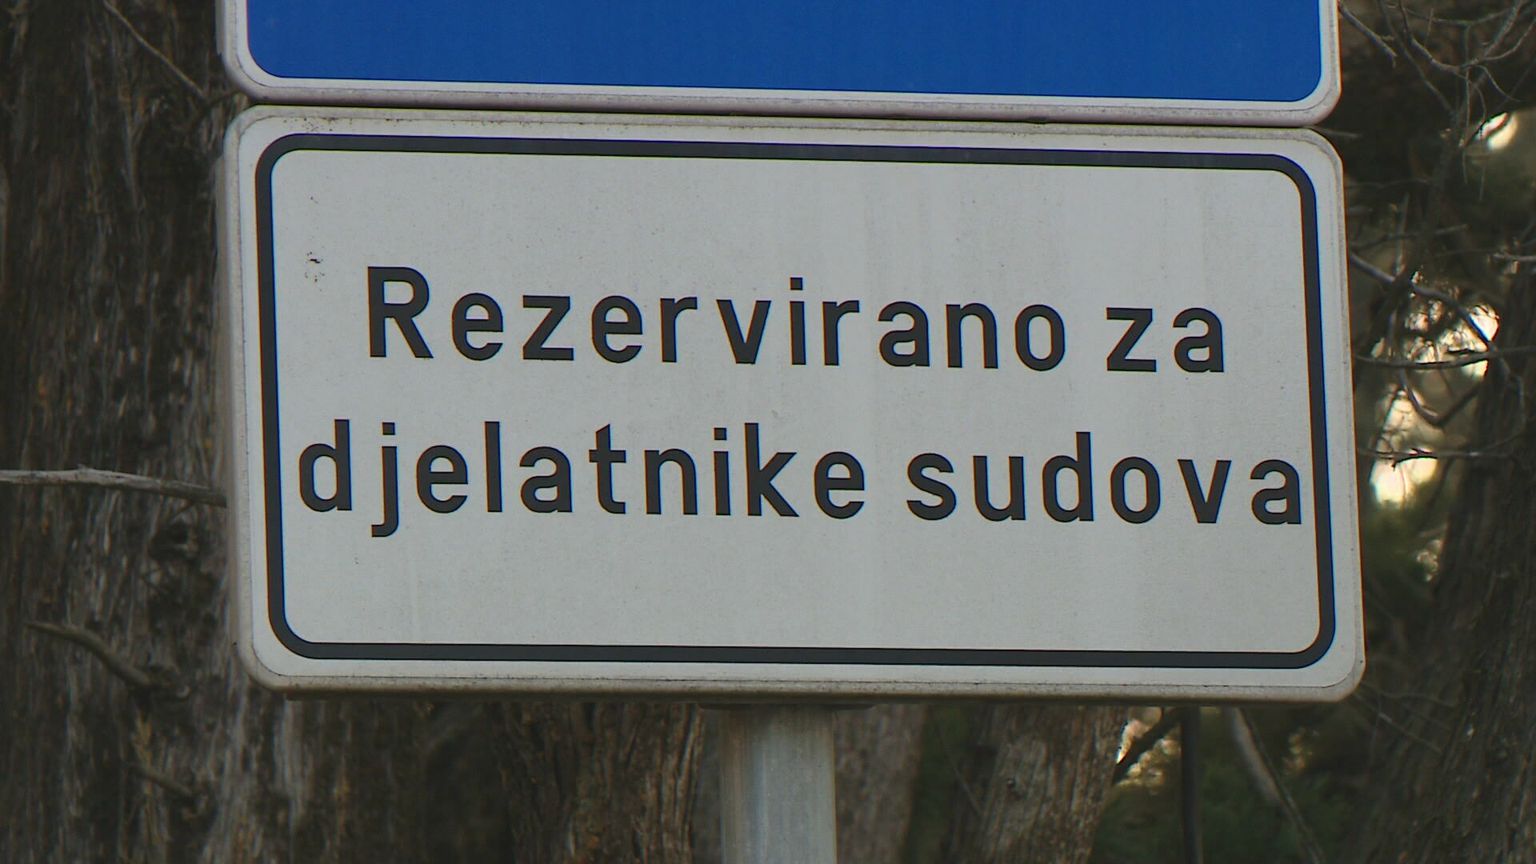 Rezervirano za
djelatnike sudova